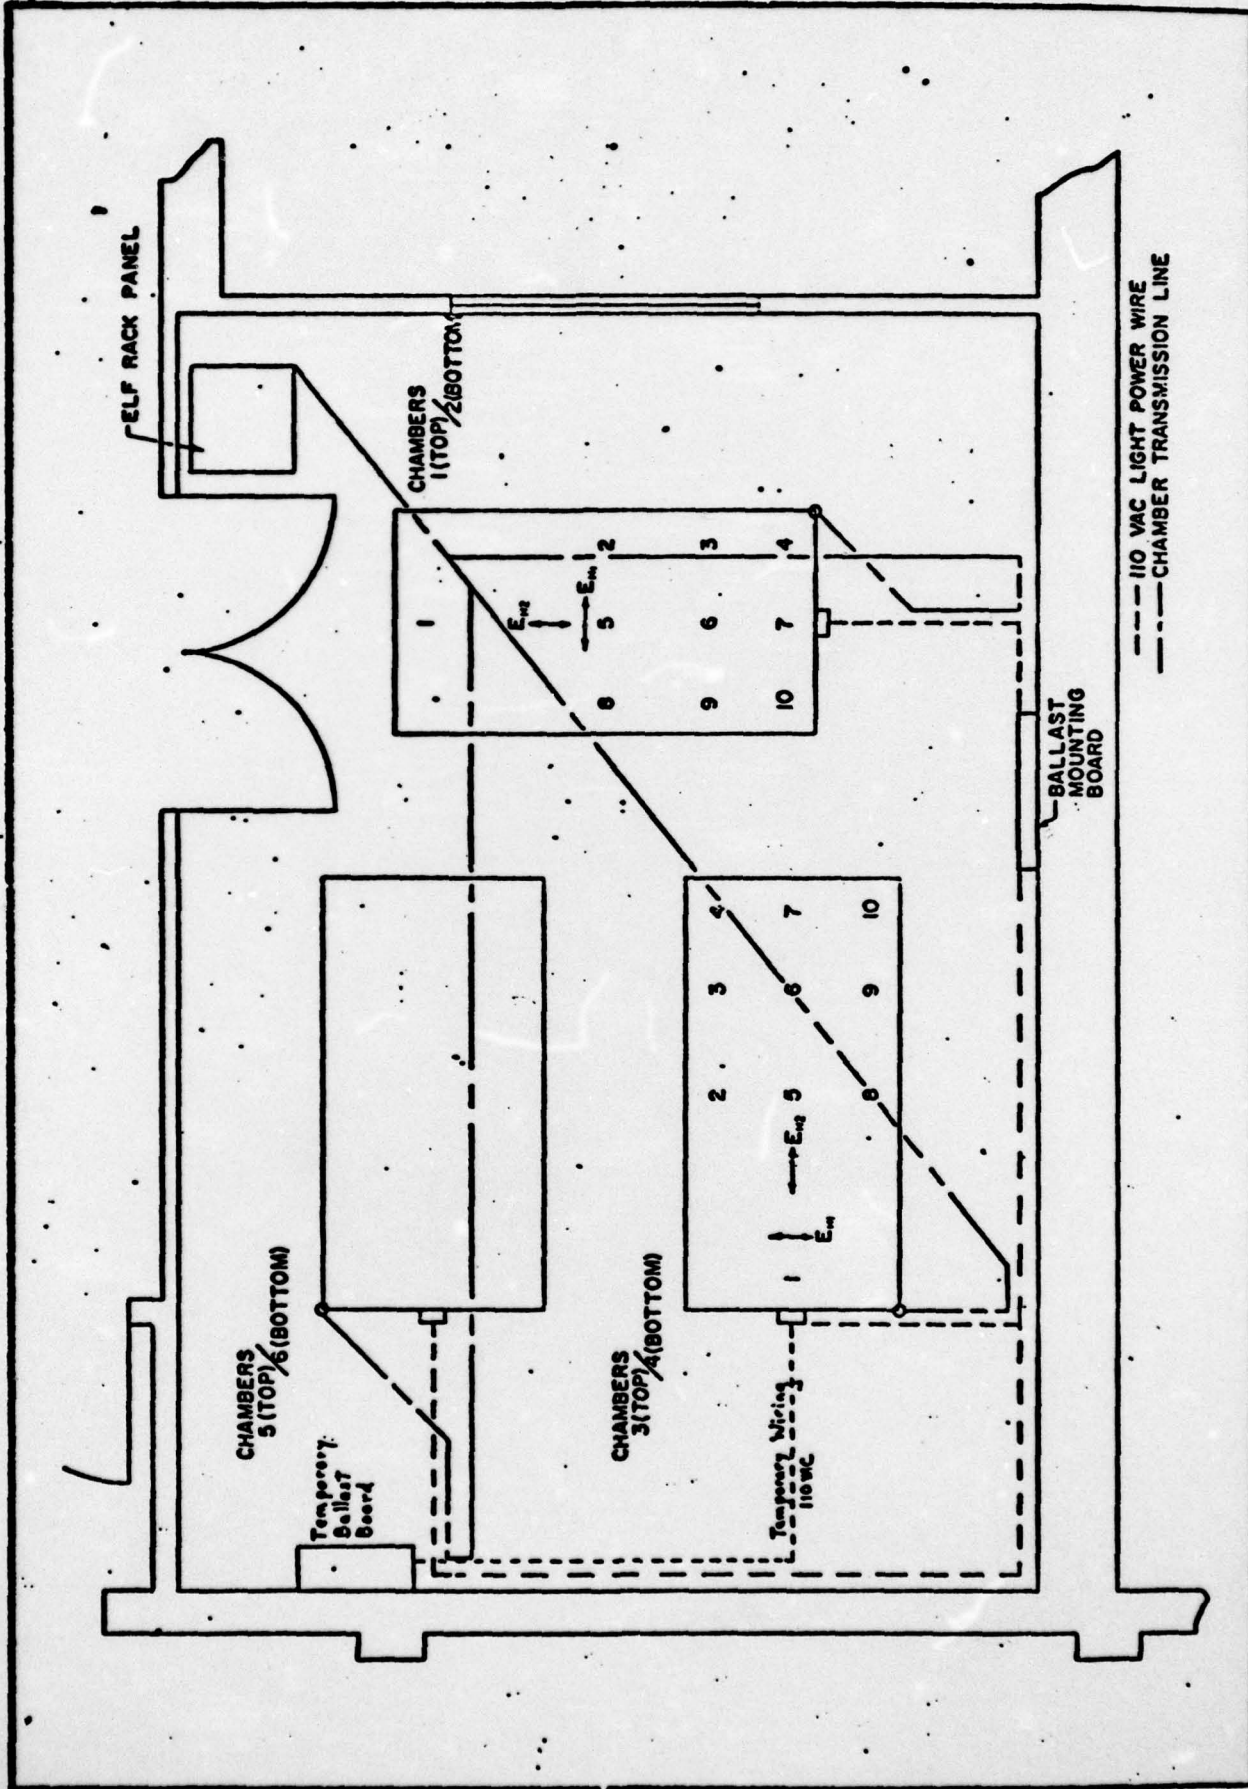 ELF RACK PANEL
CHAMBERS
1(TOP)/2(BOTTOM)
1
2
3
4
5
6
7
8
9
10
EH2
EH1
CHAMBERS
5(TOP)/6(BOTTOM)
Temporary
Ballast
Board
CHAMBERS
3(TOP)/4(BOTTOM)
1
2
3
4
5
6
7
8
9
10
EH1
EH2
Temporary Wiring
110 VAC
BALLAST
MOUNTING
BOARD
110 VAC LIGHT POWER WIRE
CHAMBER TRANSMISSION LINE